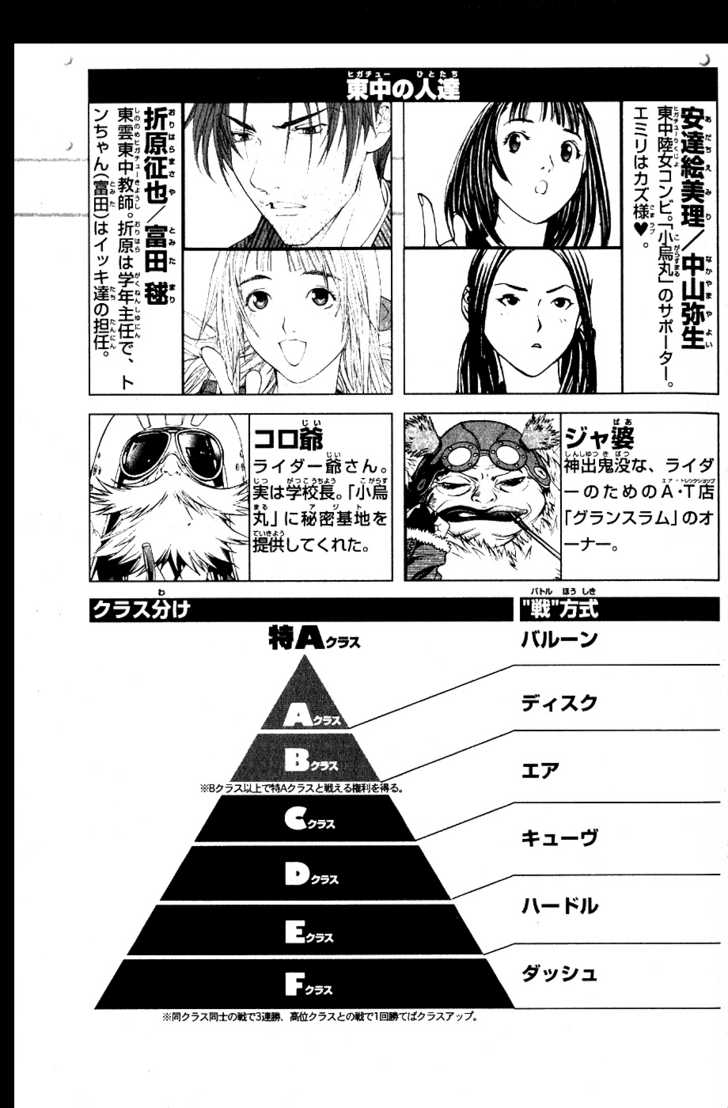 東中の人達
安達絵美理/中山弥生
東中陸女コンビ。「小烏丸」のサポーター。
エミリはカズ様♥。
折原征也/富田 毬
東雲東中教師。折原は学年主任で、ト
ンちゃん(富田)はイッキ達の担任。
コロ爺
ライダー爺さん。
実は学校長。「小烏
丸」に秘密基地を
提供してくれた。
ジャ婆
神出鬼没な、ライダ
ーのためのA・T店
「グランスラム」のオ
ーナー。
クラス分け
"戦"方式
特Aクラス
バルーン
Aクラス
ディスク
Bクラス
※Bクラス以上で特Aクラスと戦える権利を得る。
エア
Cクラス
キューヴ
Dクラス
ハードル
Eクラス
ダッシュ
Fクラス
※同クラス同士の戦で3連勝、高位クラスとの戦で1回勝てばクラスアップ。